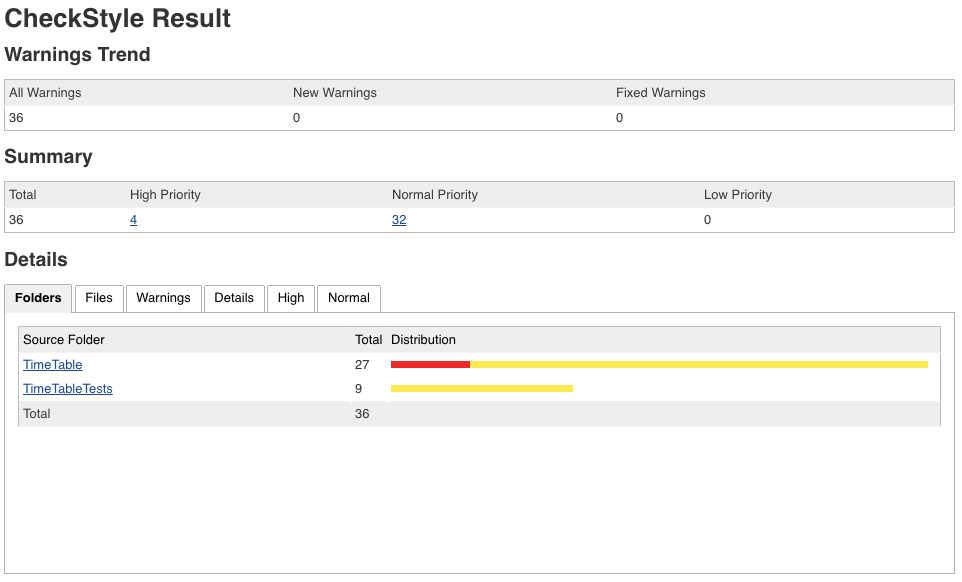 CheckStyle Result
Warnings Trend
All Warnings New Warnings Fixed Warnings
36 0 0
Summary
Total High Priority Normal Priority Low Priority
36 4 32 0
Details
Folders Files Warnings Details High Normal
Source Folder Total Distribution
TimeTable 27
TimeTableTests 9
Total 36